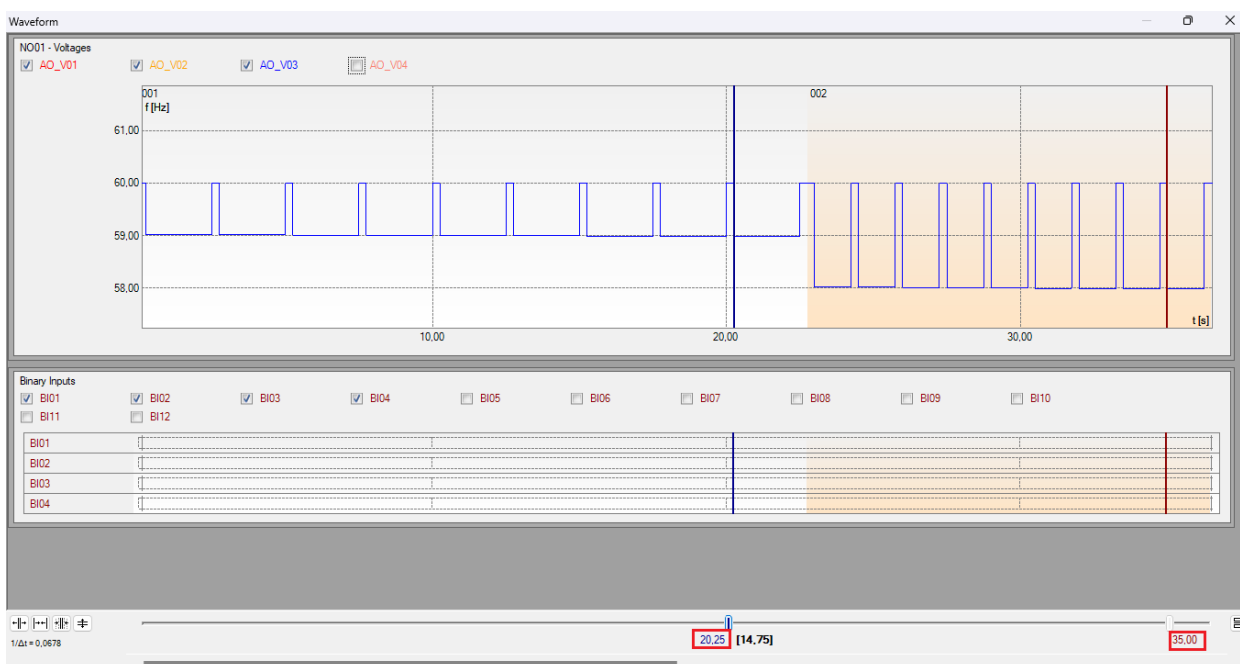 Waveform
NO01 - Voltages
AO_V01 AO_V02 AO_V03 AO_V04
001 002
f [Hz]
61,00
60,00
59,00
58,00
t [s]
10,00 20,00 30,00
Binary Inputs
BI01 BI02 BI03 BI04 BI05 BI06 BI07 BI08 BI09 BI10
BI11 BI12
BI01
BI02
BI03
BI04
1/Δt = 0,0678 20,25 [14,75] 35,00